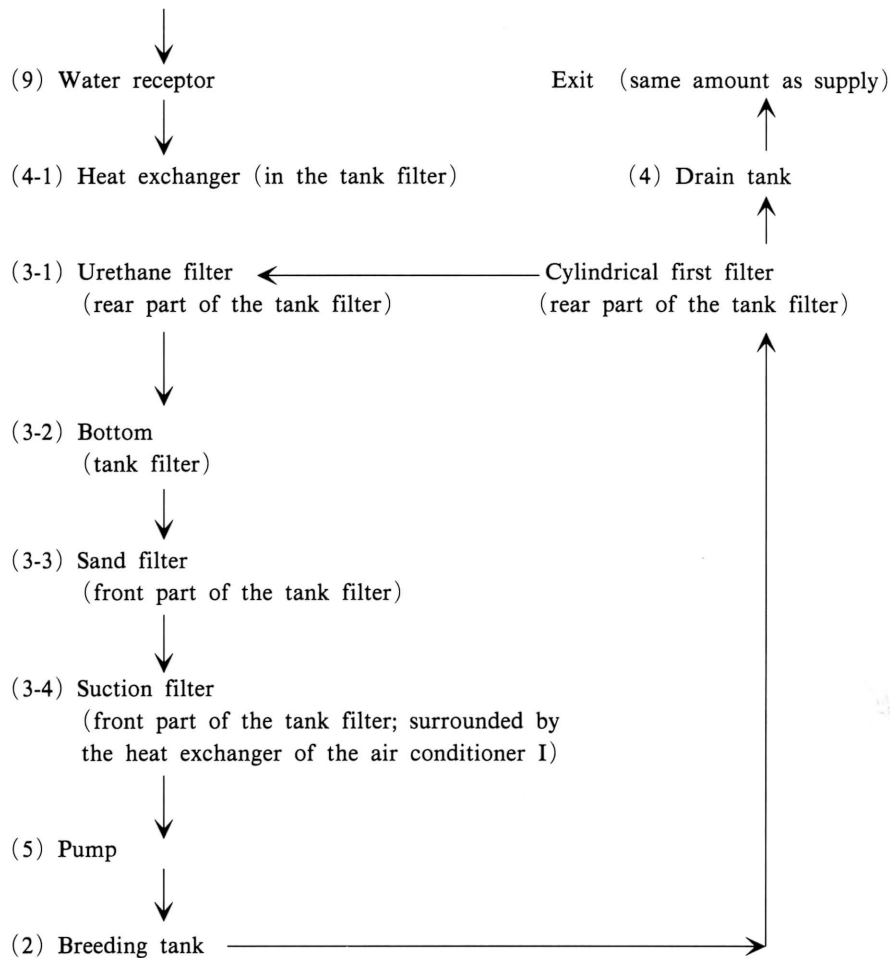 (9) Water receptor
Exit (same amount as supply)
(4-1) Heat exchanger (in the tank filter)
(4) Drain tank
(3-1) Urethane filter
(rear part of the tank filter)
Cylindrical first filter
(rear part of the tank filter)
(3-2) Bottom
(tank filter)
(3-3) Sand filter
(front part of the tank filter)
(3-4) Suction filter
(front part of the tank filter; surrounded by
the heat exchanger of the air conditioner I)
(5) Pump
(2) Breeding tank